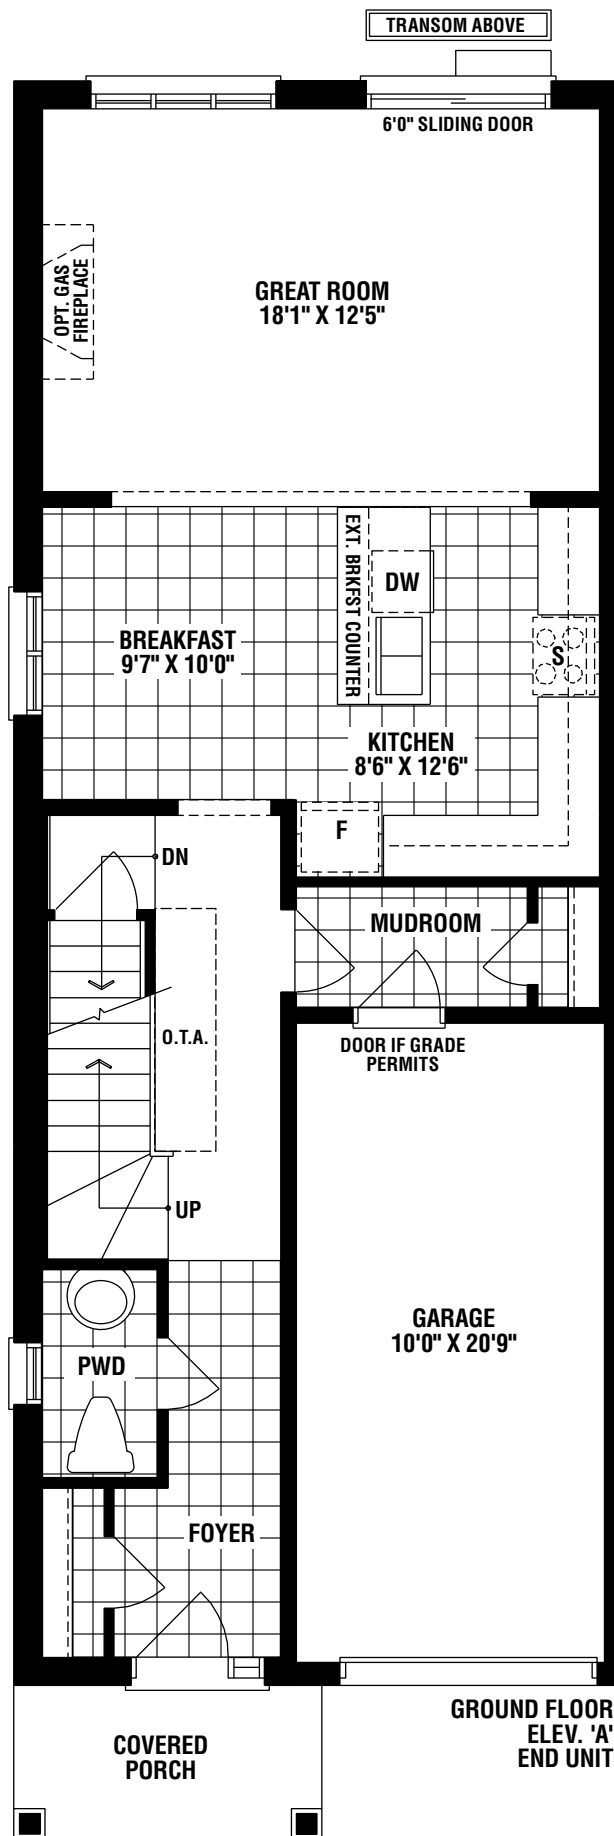 TRANSOM ABOVE
6'0" SLIDING DOOR
OPT. GAS
FIREPLACE
GREAT ROOM
18'1" X 12'5"
EXT. BRKFST COUNTER
DW
BREAKFAST
9'7" X 10'0"
S
KITCHEN
8'6" X 12'6"
F
DN
MUDROOM
O.T.A.
DOOR IF GRADE
PERMITS
UP
GARAGE
10'0" X 20'9"
PWD
FOYER
COVERED
PORCH
GROUND FLOOR
ELEV. 'A'
END UNIT